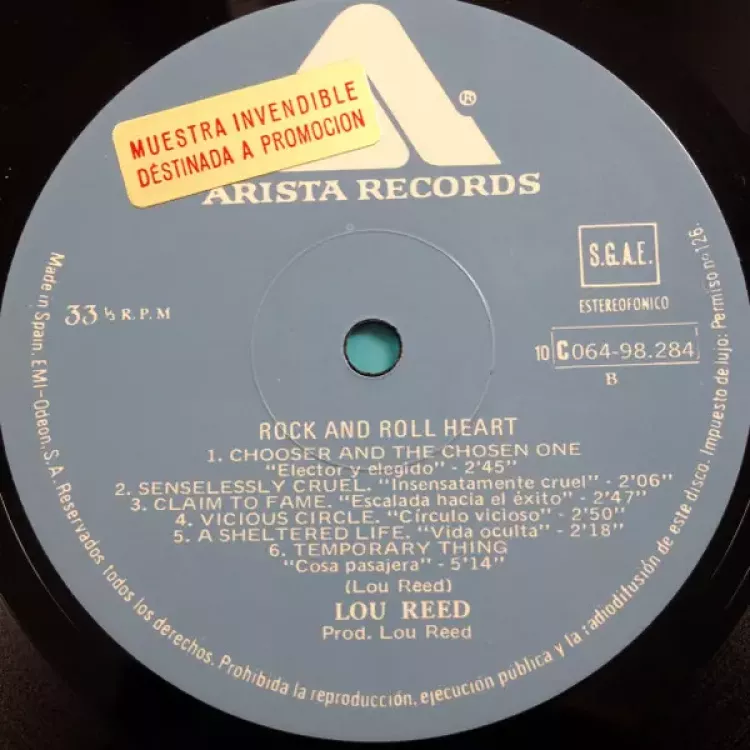 MUESTRA INVENDIBLE
DESTINADA A PROMOCION
®
ARISTA RECORDS
S.G.A.E.
ESTEREOFONICO
33 ⅓ R.P.M
10 C 064-98.284
B
ROCK AND ROLL HEART
1. CHOOSER AND THE CHOSEN ONE
"Elector y elegido" - 2'45"
2. SENSELESSLY CRUEL. "Insensatamente cruel" - 2'06"
3. CLAIM TO FAME. "Escalada hacia el éxito" - 2'47"
4. VICIOUS CIRCLE. "Círculo vicioso" - 2'50"
5. A SHELTERED LIFE. "Vida oculta" - 2'18"
6. TEMPORARY THING
"Cosa pasajera" - 5'14"
(Lou Reed)
LOU REED
Prod. Lou Reed
Made in Spain. EMI-Odeon, S.A. Reservados todos los derechos. Prohibida la reproducción, ejecución pública y la radiodifusión de este disco. Impuesto de lujo: Permiso nº 126.